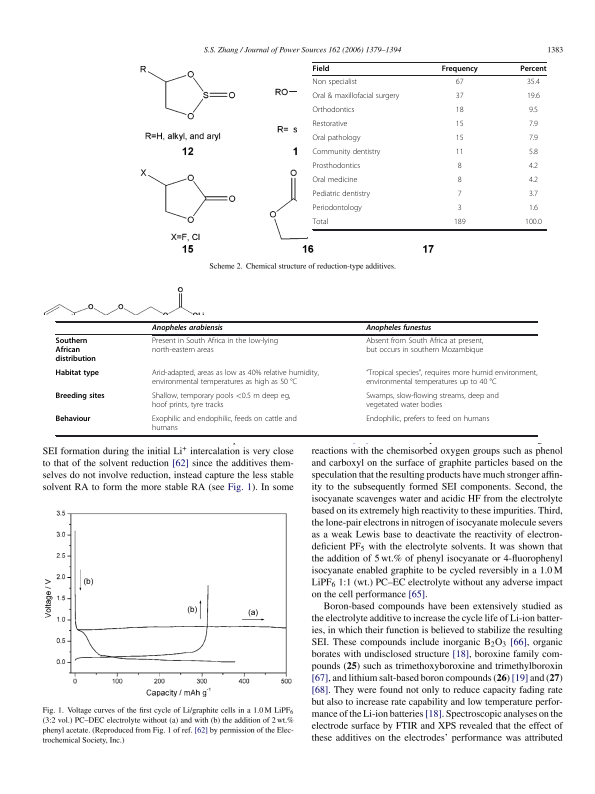 S.S. Zhang / Journal of Power Sources 162 (2006) 1379–1394
1383
R
O
S=O
O
R=H, alkyl, and aryl
12
RO—
R= s
1
X
O
O
O
X=F, Cl
15
O
O
16
17
Field Frequency Percent
Non specialist 67 35.4
Oral & maxillofacial surgery 37 19.6
Orthodontics 18 9.5
Restorative 15 7.9
Oral pathology 15 7.9
Community dentistry 11 5.8
Prosthodontics 8 4.2
Oral medicine 8 4.2
Pediatric dentistry 7 3.7
Periodontology 3 1.6
Total 189 100.0
Scheme 2. Chemical structure of reduction-type additives.
O
O
O
O
Anopheles arabiensis Anopheles funestus
Southern Present in South Africa in the low-lying Absent from South Africa at present,
African north-eastern areas but occurs in southern Mozambique
distribution
Habitat type Arid-adapted, areas as low as 40% relative humidity, "Tropical species", requires more humid environment,
environmental temperatures as high as 50 °C environmental temperatures up to 40 °C
Breeding sites Shallow, temporary pools <0.5 m deep eg, Swamps, slow-flowing streams, deep and
hoof prints, tyre tracks vegetated water bodies
Behaviour Exophilic and endophilic, feeds on cattle and Endophilic, prefers to feed on humans
humans
SEI formation during the initial Li⁺ intercalation is very close
to that of the solvent reduction [62] since the additives them-
selves do not involve reduction, instead capture the less stable
solvent RA to form the more stable RA (see Fig. 1). In some
3.5
3.0
2.5
2.0
1.5
1.0
0.5
0.0
Voltage / V
(b)
(b)
(a)
0 100 200 300 400 500
Capacity / mAh g⁻¹
Fig. 1. Voltage curves of the first cycle of Li/graphite cells in a 1.0 M LiPF₆
(3:2 vol.) PC–DEC electrolyte without (a) and with (b) the addition of 2 wt.%
phenyl acetate. (Reproduced from Fig. 1 of ref. [62] by permission of the Elec-
trochemical Society, Inc.)
reactions with the chemisorbed oxygen groups such as phenol
and carboxyl on the surface of graphite particles based on the
speculation that the resulting products have much stronger affin-
ity to the subsequently formed SEI components. Second, the
isocyanate scavenges water and acidic HF from the electrolyte
based on its extremely high reactivity to these impurities. Third,
the lone-pair electrons in nitrogen of isocyanate molecule severs
as a weak Lewis base to deactivate the reactivity of electron-
deficient PF₅ with the electrolyte solvents. It was shown that
the addition of 5 wt.% of phenyl isocyanate or 4-fluorophenyl
isocyanate enabled graphite to be cycled reversibly in a 1.0 M
LiPF₆ 1:1 (wt.) PC–EC electrolyte without any adverse impact
on the cell performance [65].
Boron-based compounds have been extensively studied as
the electrolyte additive to increase the cycle life of Li-ion batter-
ies, in which their function is believed to stabilize the resulting
SEI. These compounds include inorganic B₂O₃ [66], organic
borates with undisclosed structure [18], boroxine family com-
pounds (25) such as trimethoxyboroxine and trimethylboroxin
[67], and lithium salt-based boron compounds (26) [19] and (27)
[68]. They were found not only to reduce capacity fading rate
but also to increase rate capability and low temperature perfor-
mance of the Li-ion batteries [18]. Spectroscopic analyses on the
electrode surface by FTIR and XPS revealed that the effect of
these additives on the electrodes' performance was attributed